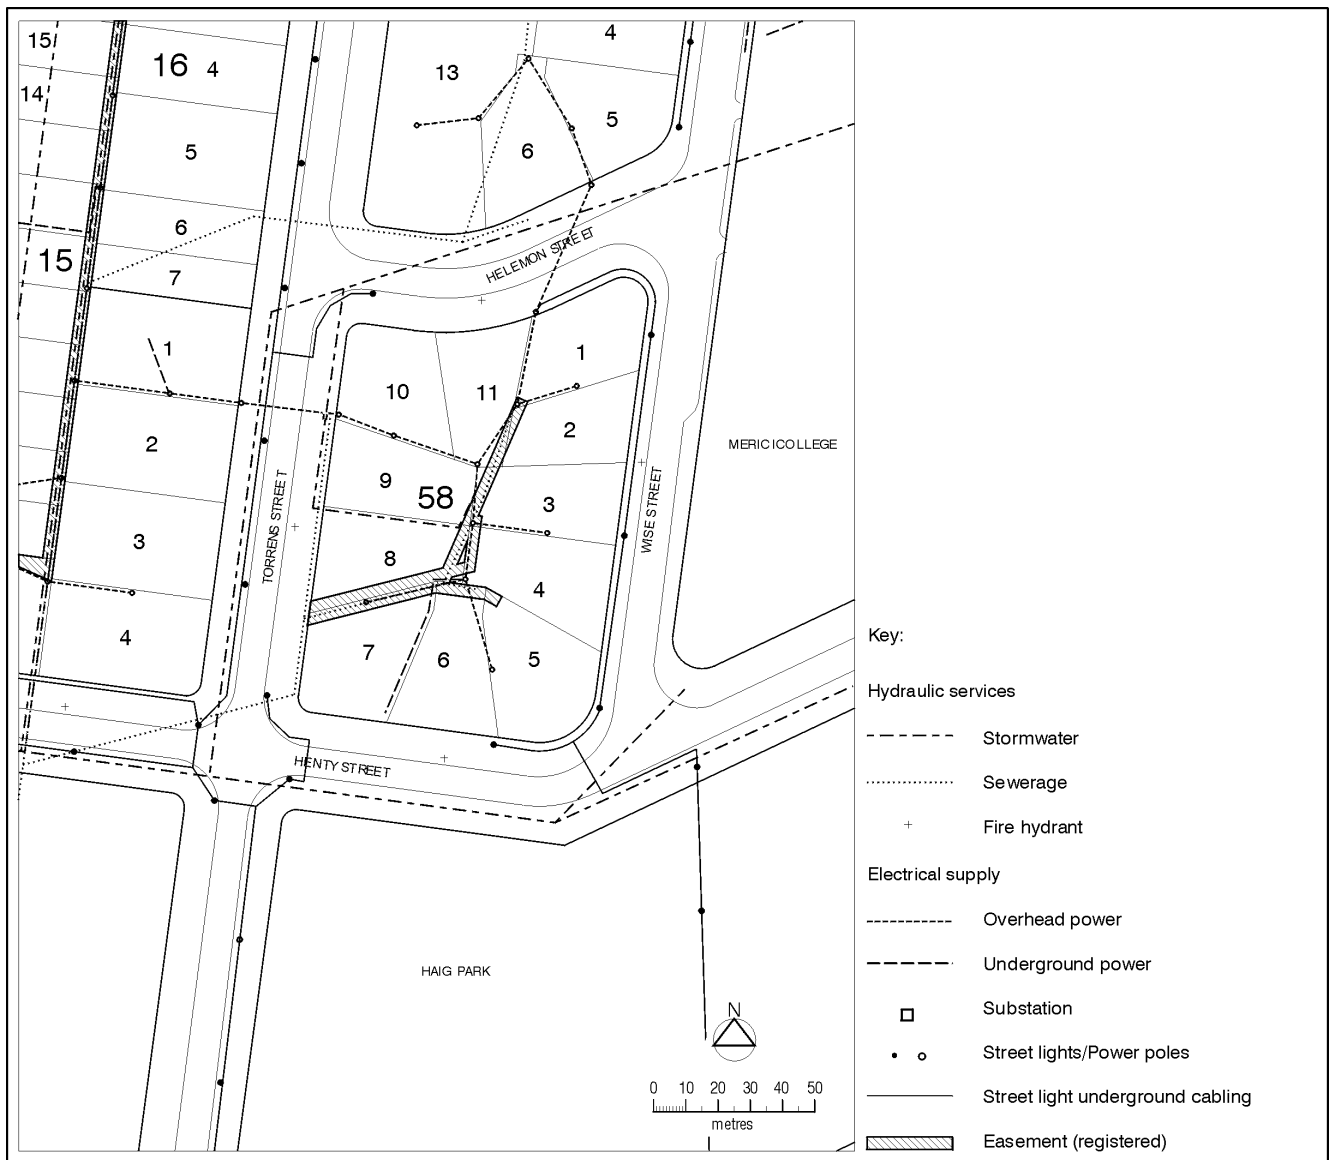 15
16 4
13
4
14
5
5
6
6
15
7
HELEMON STREET
1
1
10
11
2
2
MERICI COLLEGE
9
58
3
TORRENS STREET
WISE STREET
3
8
4
4
7
6
5
HENTY STREET
HAIG PARK
N
0 10 20 30 40 50
metres
Key:
Hydraulic services
Stormwater
Sewerage
Fire hydrant
Electrical supply
Overhead power
Underground power
Substation
Street lights/Power poles
Street light underground cabling
Easement (registered)